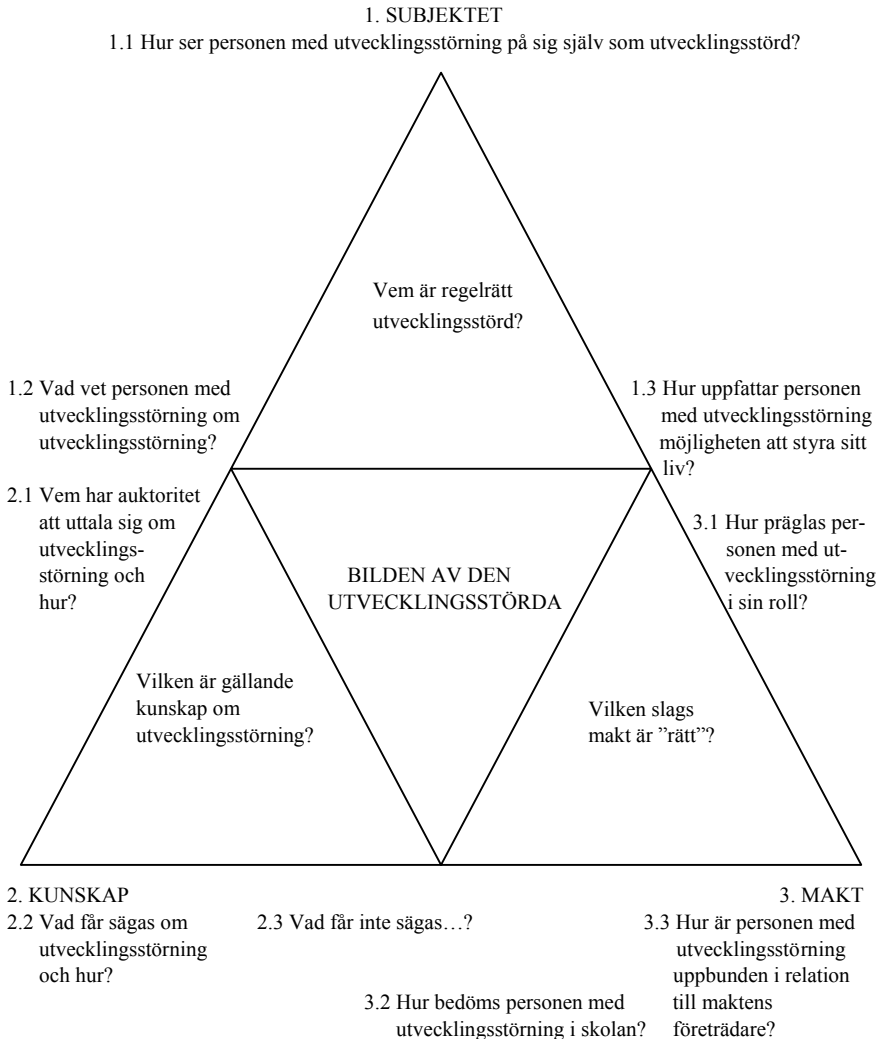 1. SUBJEKTET
1.1 Hur ser personen med utvecklingsstörning på sig själv som utvecklingsstörd?
Vem är regelrätt
utvecklingsstörd?
1.2 Vad vet personen med
utvecklingsstörning om
utvecklingsstörning?
1.3 Hur uppfattar personen
med utvecklingsstörning
möjligheten att styra sitt
liv?
2.1 Vem har auktoritet
att uttala sig om
utvecklings-
störning och
hur?
3.1 Hur präglas per-
sonen med ut-
vecklingsstörning
i sin roll?
BILDEN AV DEN
UTVECKLINGSSTÖRDA
Vilken är gällande
kunskap om
utvecklingsstörning?
Vilken slags
makt är ”rätt”?
2. KUNSKAP
2.2 Vad får sägas om
utvecklingsstörning
och hur?
2.3 Vad får inte sägas…?
3. MAKT
3.3 Hur är personen med
utvecklingsstörning
uppbunden i relation
till maktens
företrädare?
3.2 Hur bedöms personen med
utvecklingsstörning i skolan?